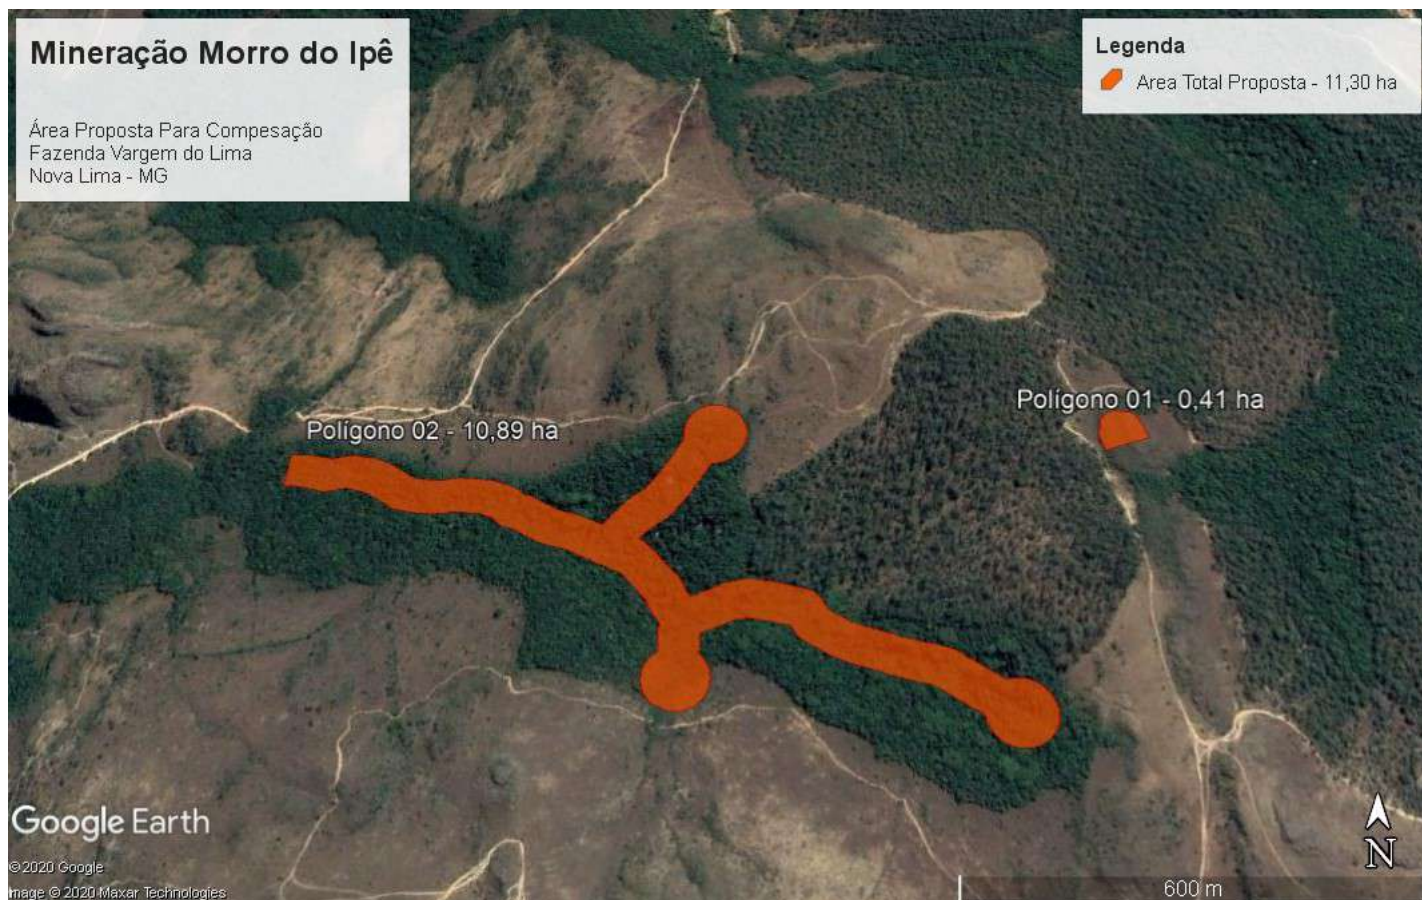 Mineração Morro do Ipê
Área Proposta Para Compesação
Fazenda Vargem do Lima
Nova Lima - MG
Legenda
Area Total Proposta - 11,30 ha
Polígono 01 - 0,41 ha
Polígono 02 - 10,89 ha
Google Earth
© 2020 Google
Image © 2020 Maxar Technologies
N
600 m